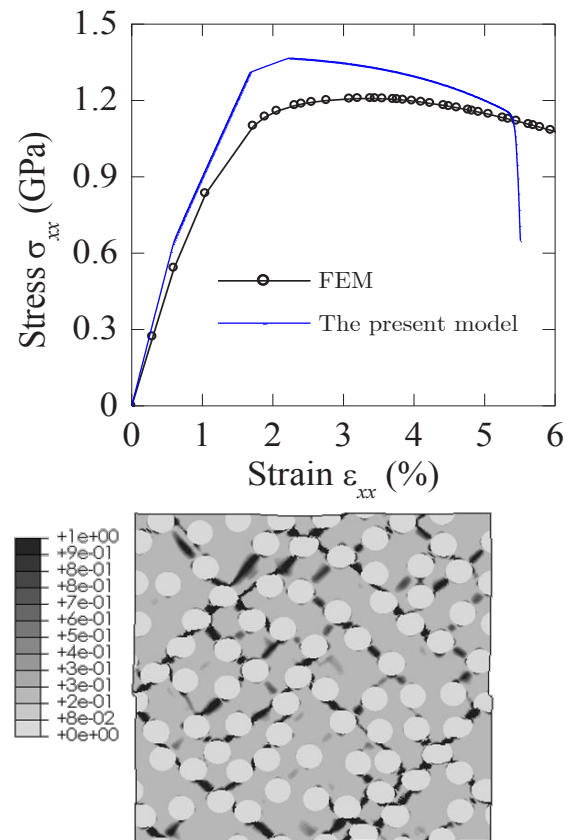 1.5
1.2
0.9
0.6
0.3
0
Stress σxx (GPa)
FEM
The present model
0 1 2 3 4 5 6
Strain εxx (%)
+1e+00
+9e-01
+8e-01
+8e-01
+7e-01
+6e-01
+5e-01
+4e-01
+3e-01
+3e-01
+2e-01
+8e-02
+0e+00